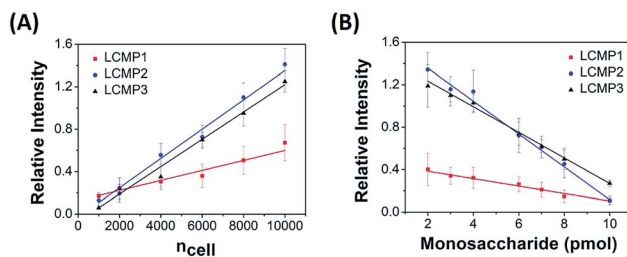 (A)
Relative Intensity
1.6
1.2
0.8
0.4
0.0
LCMP1
LCMP2
LCMP3
0 2000 4000 6000 8000 10000
ncell
(B)
Relative Intensity
1.6
1.2
0.8
0.4
0.0
LCMP1
LCMP2
LCMP3
2 4 6 8 10
Monosaccharide (pmol)